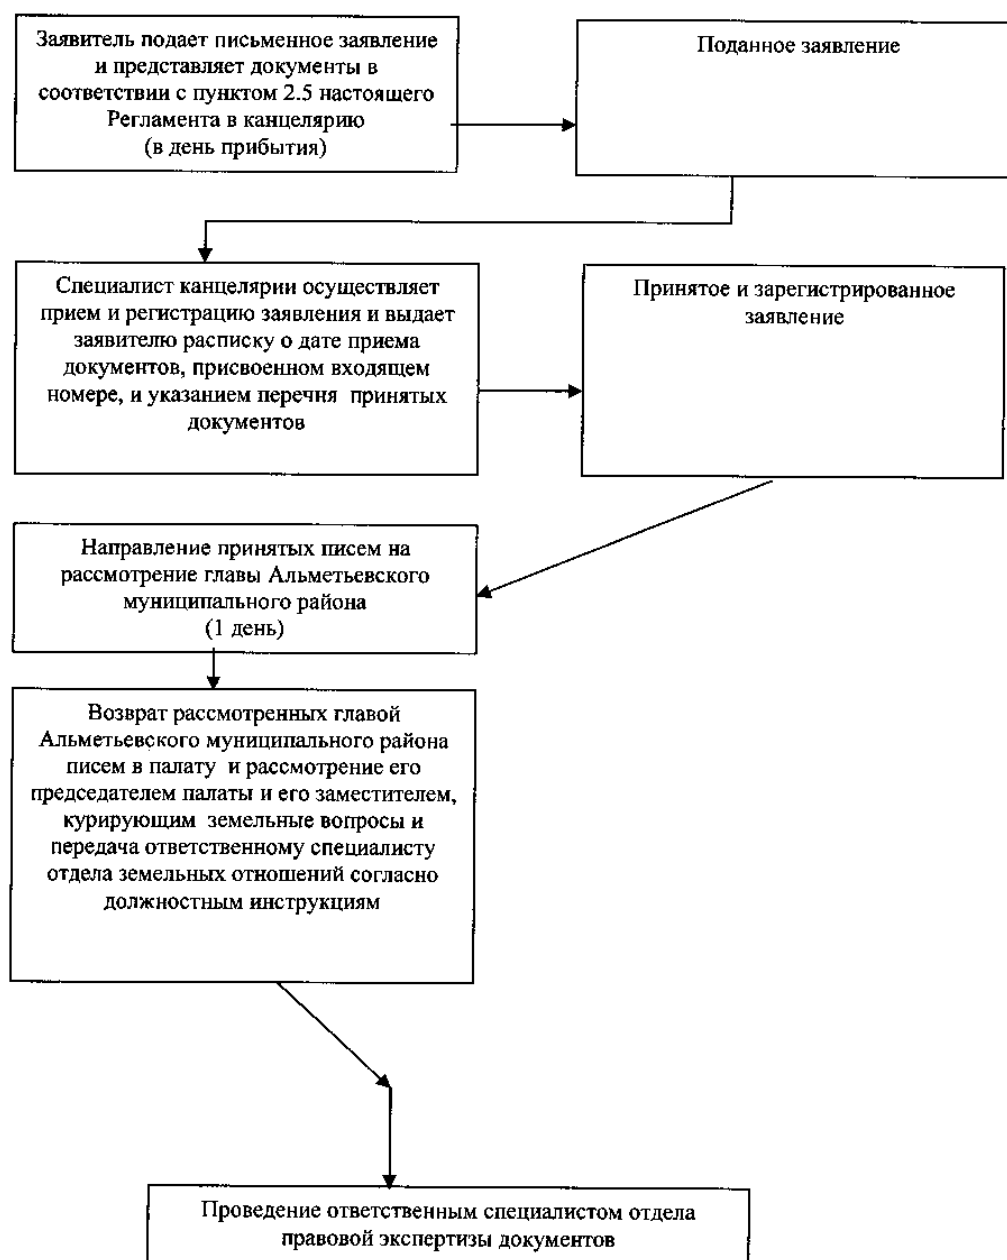 Заявитель подает письменное заявление
и представляет документы в
соответствии с пунктом 2.5 настоящего
Регламента в канцелярию
(в день прибытия)
Поданное заявление
Специалист канцелярии осуществляет
прием и регистрацию заявления и выдает
заявителю расписку о дате приема
документов, присвоенном входящем
номере, и указанием перечня принятых
документов
Принятое и зарегистрированное
заявление
Направление принятых писем на
рассмотрение главы Альметьевского
муниципального района
(1 день)
Возврат рассмотренных главой
Альметьевского муниципального района
писем в палату и рассмотрение его
председателем палаты и его заместителем,
курирующим земельные вопросы и
передача ответственному специалисту
отдела земельных отношений согласно
должностным инструкциям
Проведение ответственным специалистом отдела
правовой экспертизы документов